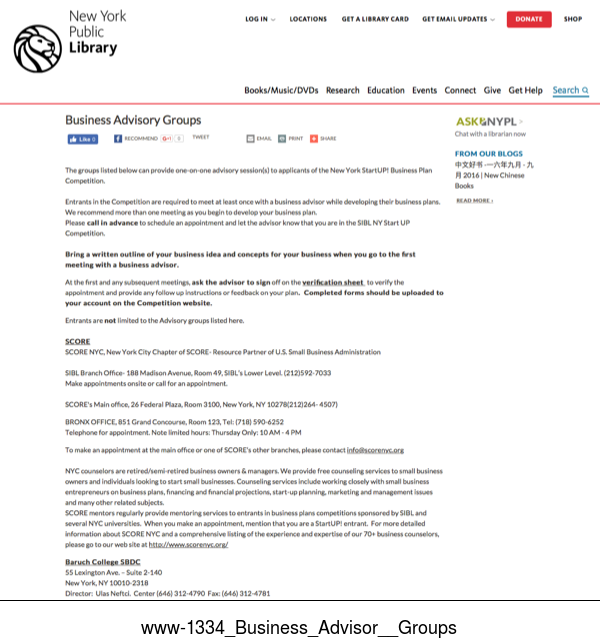 New York
Public
Library
LOG IN
LOCATIONS
GET A LIBRARY CARD
GET EMAIL UPDATES
DONATE
SHOP
Books/Music/DVDs Research Education Events Connect Give Get Help Search
Business Advisory Groups
Like 0
RECOMMEND
G+1
0
TWEET
EMAIL
PRINT
SHARE
ASK NYPL
Chat with a librarian now
FROM OUR BLOGS
中文好书 - 一六年九月 - 九
月 2016 | New Chinese
Books
READ MORE ›
The groups listed below can provide one-on-one advisory session(s) to applicants of the New York StartUP! Business Plan
Competition.
Entrants in the Competition are required to meet at least once with a business advisor while developing their business plans.
We recommend more than one meeting as you begin to develop your business plan.
Please call in advance to schedule an appointment and let the advisor know that you are in the SIBL NY Start UP
Competition.
Bring a written outline of your business idea and concepts for your business when you go to the first
meeting with a business advisor.
At the first and any subsequent meetings, ask the advisor to sign off on the verification sheet to verify the
appointment and provide any follow up instructions or feedback on your plan. Completed forms should be uploaded to
your account on the Competition website.
Entrants are not limited to the Advisory groups listed here.
SCORE
SCORE NYC, New York City Chapter of SCORE- Resource Partner of U.S. Small Business Administration
SIBL Branch Office- 188 Madison Avenue, Room 49, SIBL's Lower Level. (212)592-7033
Make appointments onsite or call for an appointment.
SCORE's Main office, 26 Federal Plaza, Room 3100, New York, NY 10278(212)264- 4507)
BRONX OFFICE, 851 Grand Concourse, Room 123, Tel: (718) 590-6252
Telephone for appointment. Note limited hours: Thursday Only: 10 AM - 4 PM
To make an appointment at the main office or one of SCORE's other branches, please contact info@scorenyc.org
NYC counselors are retired/semi-retired business owners & managers. We provide free counseling services to small business
owners and individuals looking to start small businesses. Counseling services include working closely with small business
entrepreneurs on business plans, financing and financial projections, start-up planning, marketing and management issues
and many other related subjects.
SCORE mentors regularly provide mentoring services to entrants in business plans competitions sponsored by SIBL and
several NYC universities. When you make an appointment, mention that you are a StartUP! entrant. For more detailed
information about SCORE NYC and a comprehensive listing of the experience and expertise of our 70+ business counselors,
please go to our web site at http://www.scorenyc.org/
Baruch College SBDC
55 Lexington Ave. - Suite 2-140
New York, NY 10010-2318
Director: Ulas Neftci. Center (646) 312-4790 Fax: (646) 312-4781
www-1334_Business_Advisor__Groups